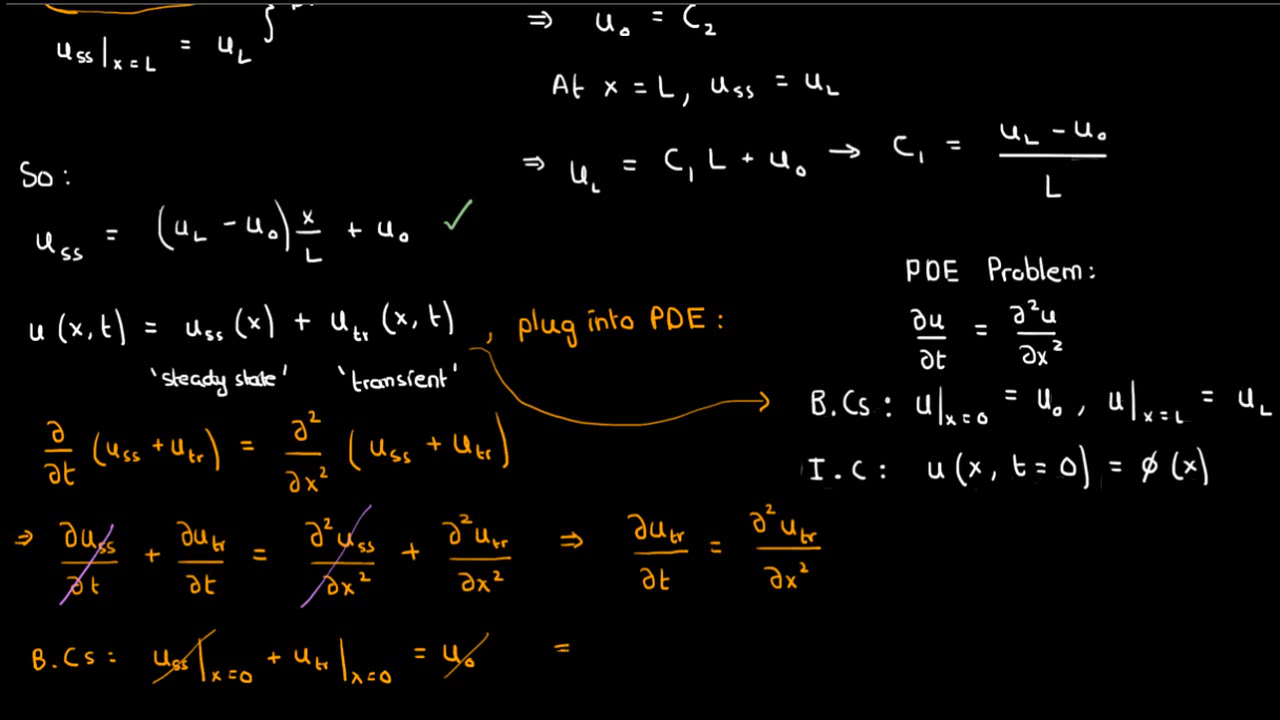 u_ss|_{x=L} = u_L
⇒ u_0 = C_2
At x = L, u_ss = u_L
⇒ u_L = C_1 L + u_0 → C_1 = (u_L - u_0)/L
So:
u_ss = (u_L - u_0) x/L + u_0 ✓
PDE Problem:
∂u/∂t = ∂²u/∂x²
B.Cs: u|_{x=0} = u_0, u|_{x=L} = u_L
I.C: u(x, t=0) = φ(x)
u(x,t) = u_ss(x) + u_tr(x,t), plug into PDE:
'steady state' 'transient'
∂/∂t (u_ss + u_tr) = ∂²/∂x² (u_ss + u_tr)
⇒ ∂u_ss/∂t + ∂u_tr/∂t = ∂²u_ss/∂x² + ∂²u_tr/∂x² ⇒ ∂u_tr/∂t = ∂²u_tr/∂x²
B.Cs: u_ss|_{x=0} + u_tr|_{x=0} = u_0 =